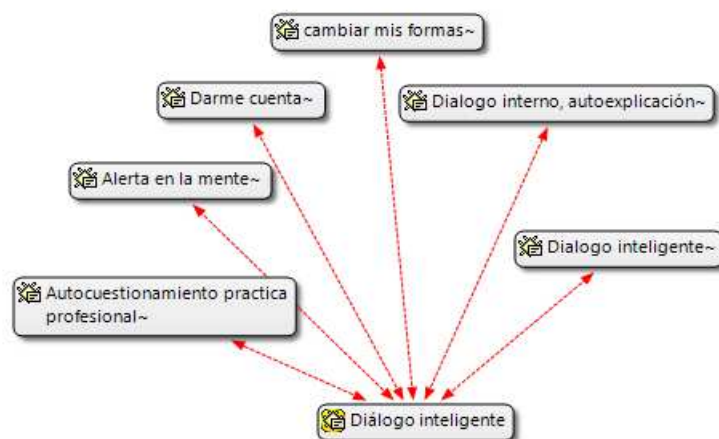 cambiar mis formas~
Darme cuenta~
Dialogo interno, autoexplicación~
Alerta en la mente~
Dialogo inteligente~
Autocuestionamiento practica
profesional~
Diálogo inteligente